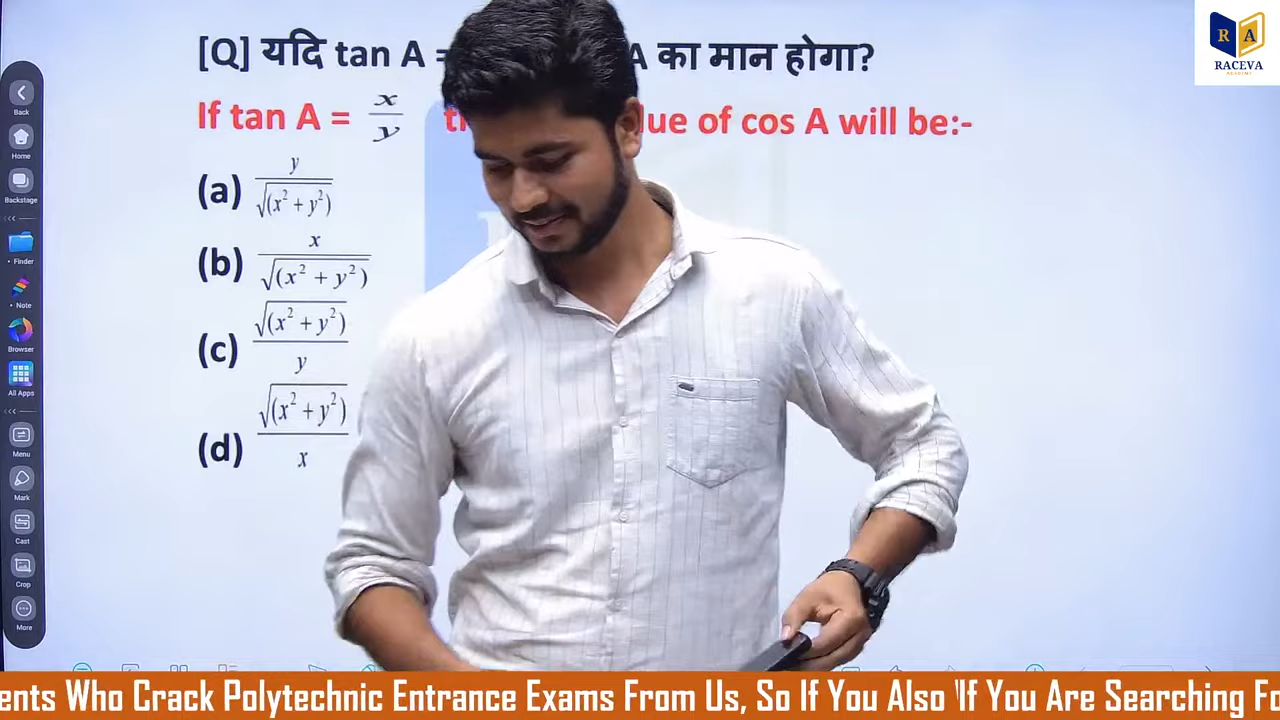 [Q] यदि tan A = A का मान होगा?
If tan A = x/y lue of cos A will be:-
(a) y/√(x² + y²)
(b) x/√(x² + y²)
(c) √(x² + y²)/y
(d) √(x² + y²)/x
RACEVA
ACADEMY
Back
Home
Backstage
Finder
Note
Browser
All Apps
Menu
Mark
Cast
Crop
More
ents Who Crack Polytechnic Entrance Exams From Us, So If You Also "If You Are Searching Fo